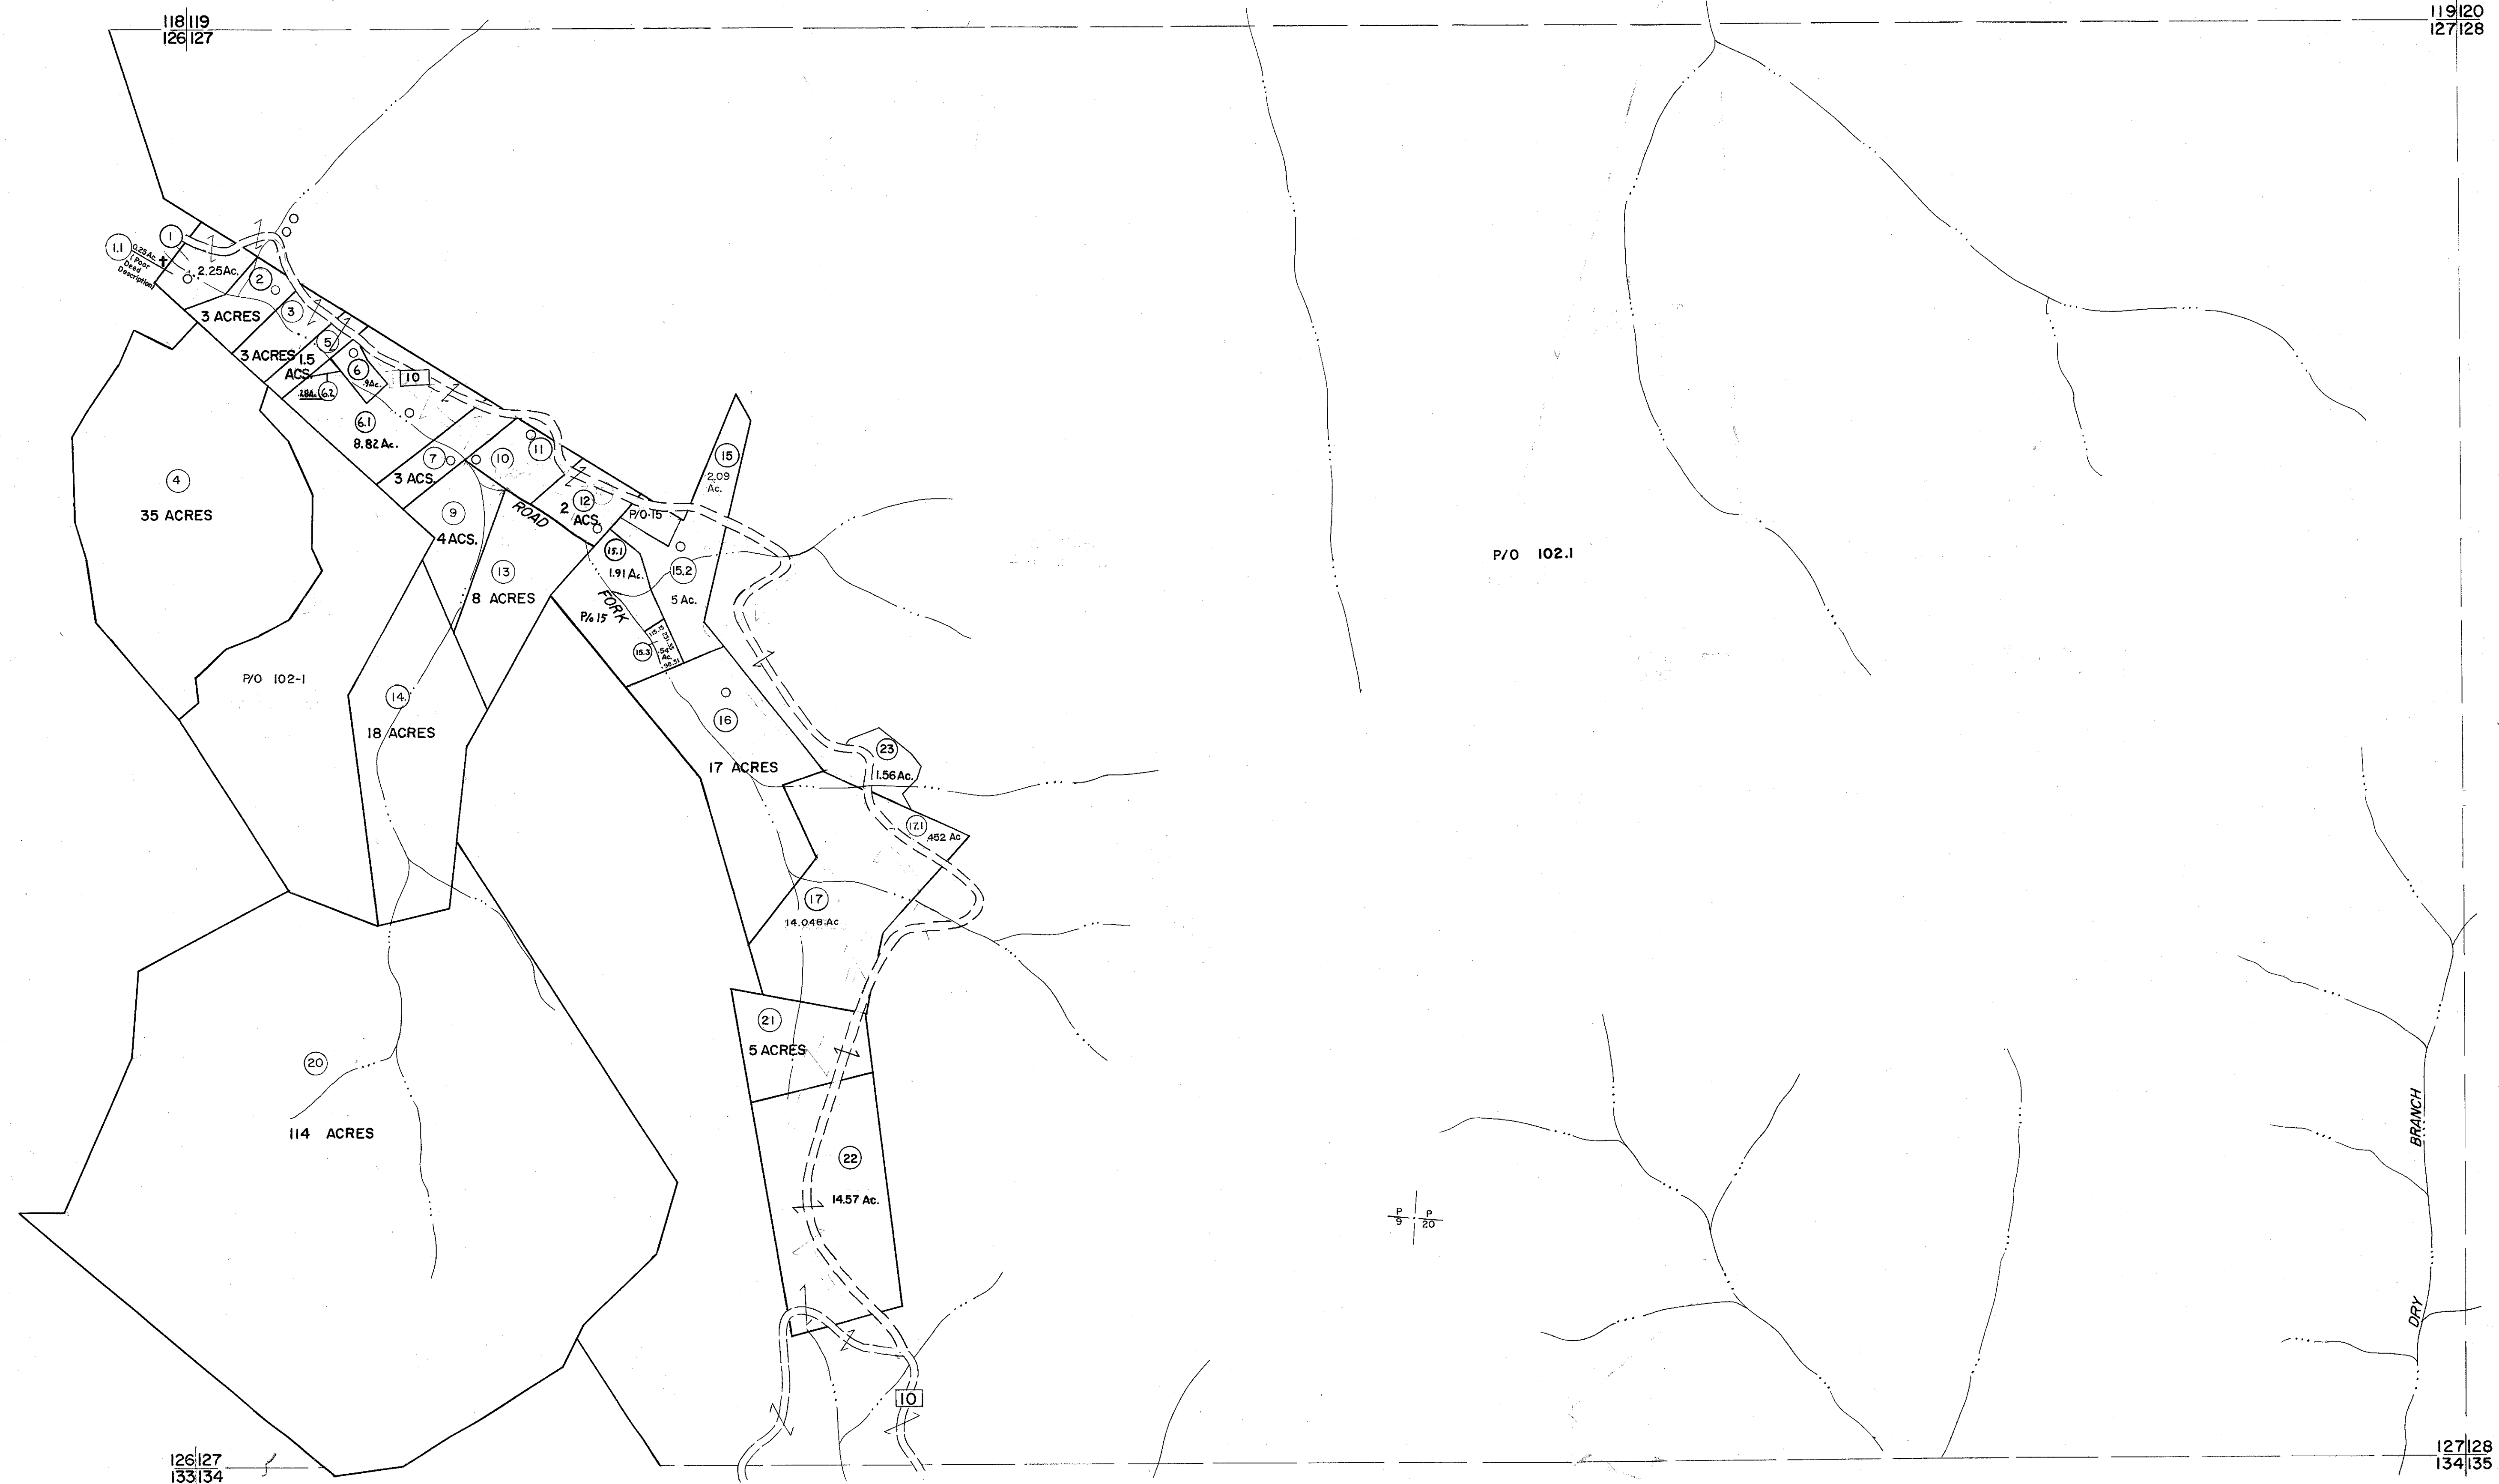 118 119
126 127
119 120
127 128
1
1.1
0.25 Ac.
(Poor
Deed
Description)
2.25 Ac.
2
3 ACRES
3
3 ACRES
5
1.5
ACS.
6
.9Ac.
10
6.2
6.1
8.82 Ac.
7
3 ACS.
10
11
15
2.09
Ac.
4
35 ACRES
12
2
ACS.
P/O 15
ROAD
9
4 ACS.
15.1
1.91 Ac.
15.2
5 Ac.
13
8 ACRES
FORK
P/o 15
15.3
.54
Ac.
P/O 102.1
P/O 102-1
14
18 ACRES
16
17 ACRES
23
1.56 Ac.
17.1
.452 Ac
17
14.048 Ac
21
5 ACRES
20
114 ACRES
22
14.57 Ac.
P P
9 20
DRY BRANCH
10
126 127
133 134
127 128
134 135